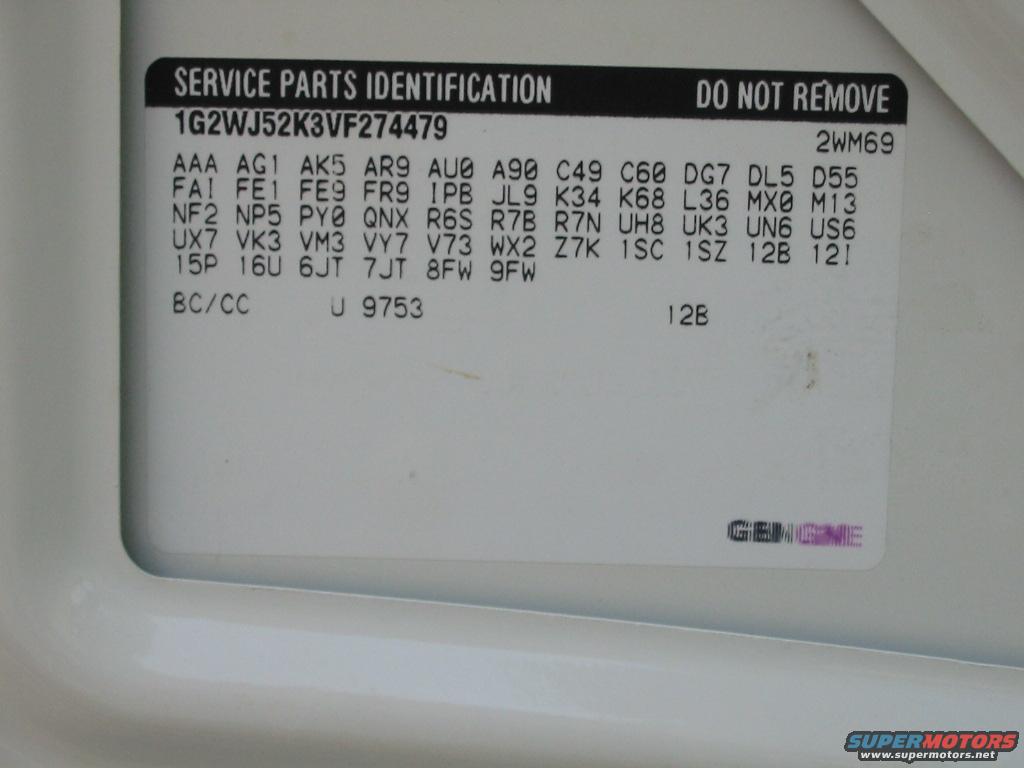 SERVICE PARTS IDENTIFICATION DO NOT REMOVE
1G2WJ52K3VF274479 2WM69
AAA AG1 AK5 AR9 AU0 A90 C49 C60 DG7 DL5 D55
FAI FE1 FE9 FR9 IPB JL9 K34 K68 L36 MX0 M13
NF2 NP5 PY0 QNX R6S R7B R7N UH8 UK3 UN6 US6
UX7 VK3 VM3 VY7 V73 WX2 Z7K 1SC 1SZ 12B 12I
15P 16U 6JT 7JT 8FW 9FW
BC/CC U 9753 12B
GENUINE
SUPERMOTORS
www.supermotors.net